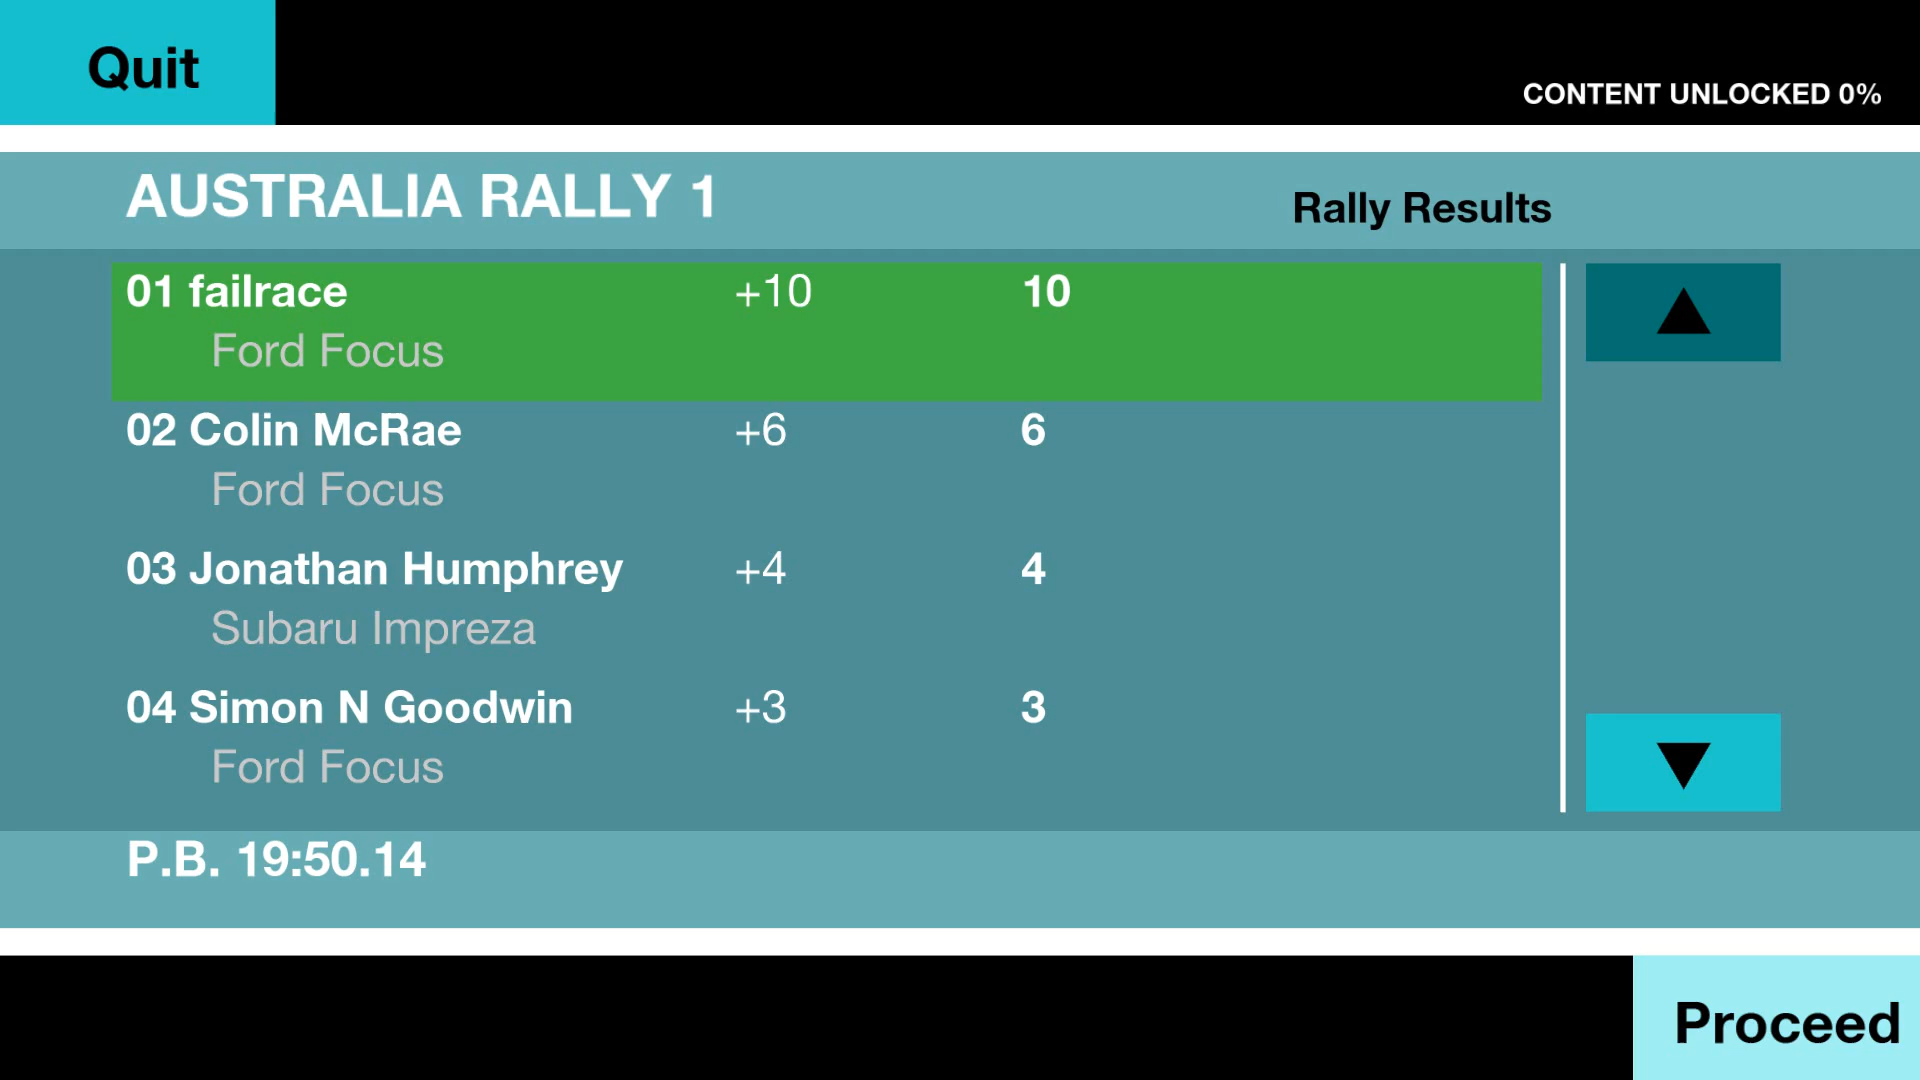 Quit
CONTENT UNLOCKED 0%
AUSTRALIA RALLY 1
Rally Results
01 failrace +10 10
Ford Focus
02 Colin McRae +6 6
Ford Focus
03 Jonathan Humphrey +4 4
Subaru Impreza
04 Simon N Goodwin +3 3
Ford Focus
P.B. 19:50.14
Proceed